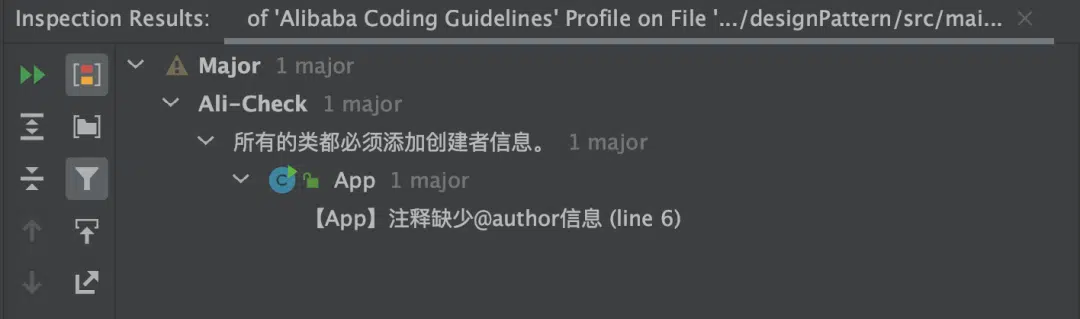 Inspection Results: of 'Alibaba Coding Guidelines' Profile on File '.../designPattern/src/mai...
Major 1 major
Ali-Check 1 major
所有的类都必须添加创建者信息。 1 major
App 1 major
【App】注释缺少@author信息 (line 6)